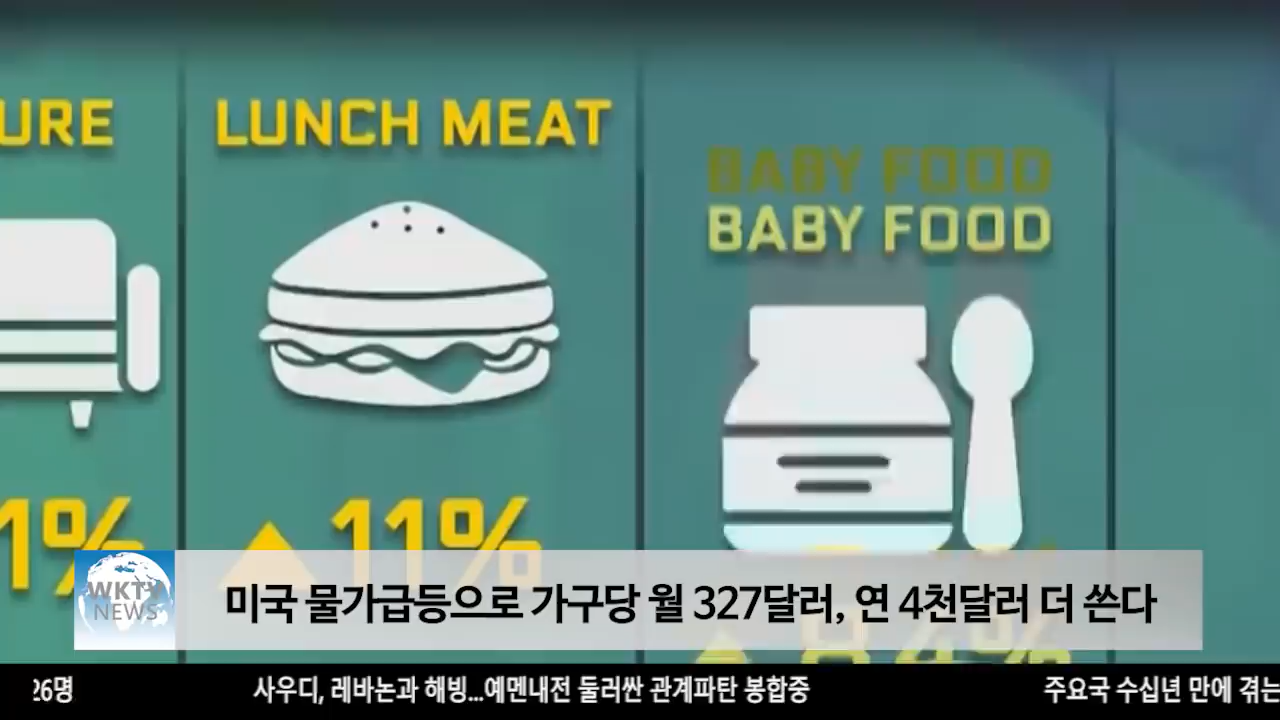 URE
LUNCH MEAT
BABY FOOD
BABY FOOD
1%
▲ 11%
WKTV
NEWS
미국 물가급등으로 가구당 월 327달러, 연 4천달러 더 쓴다
26명
사우디, 레바논과 해빙...예멘내전 둘러싼 관계파탄 봉합중
주요국 수십년 만에 겪는